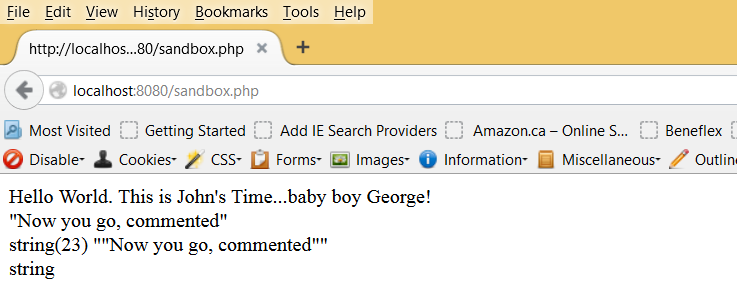 File Edit View History Bookmarks Tools Help
http://localhos...80/sandbox.php
localhost:8080/sandbox.php
Most Visited Getting Started Add IE Search Providers Amazon.ca – Online S... Beneflex
Disable Cookies CSS Forms Images Information Miscellaneous Outline
Hello World. This is John's Time...baby boy George!
"Now you go, commented"
string(23) ""Now you go, commented""
string